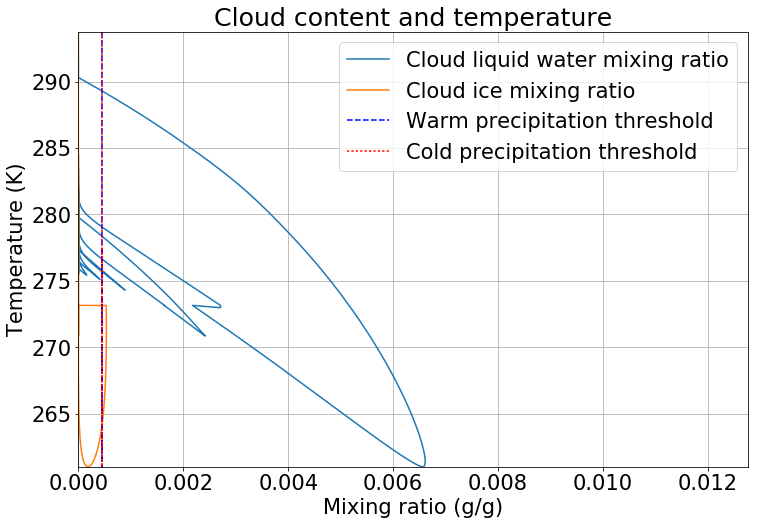 Cloud content and temperature
Cloud liquid water mixing ratio
Cloud ice mixing ratio
Warm precipitation threshold
Cold precipitation threshold
Temperature (K)
290
285
280
275
270
265
0.000 0.002 0.004 0.006 0.008 0.010 0.012
Mixing ratio (g/g)